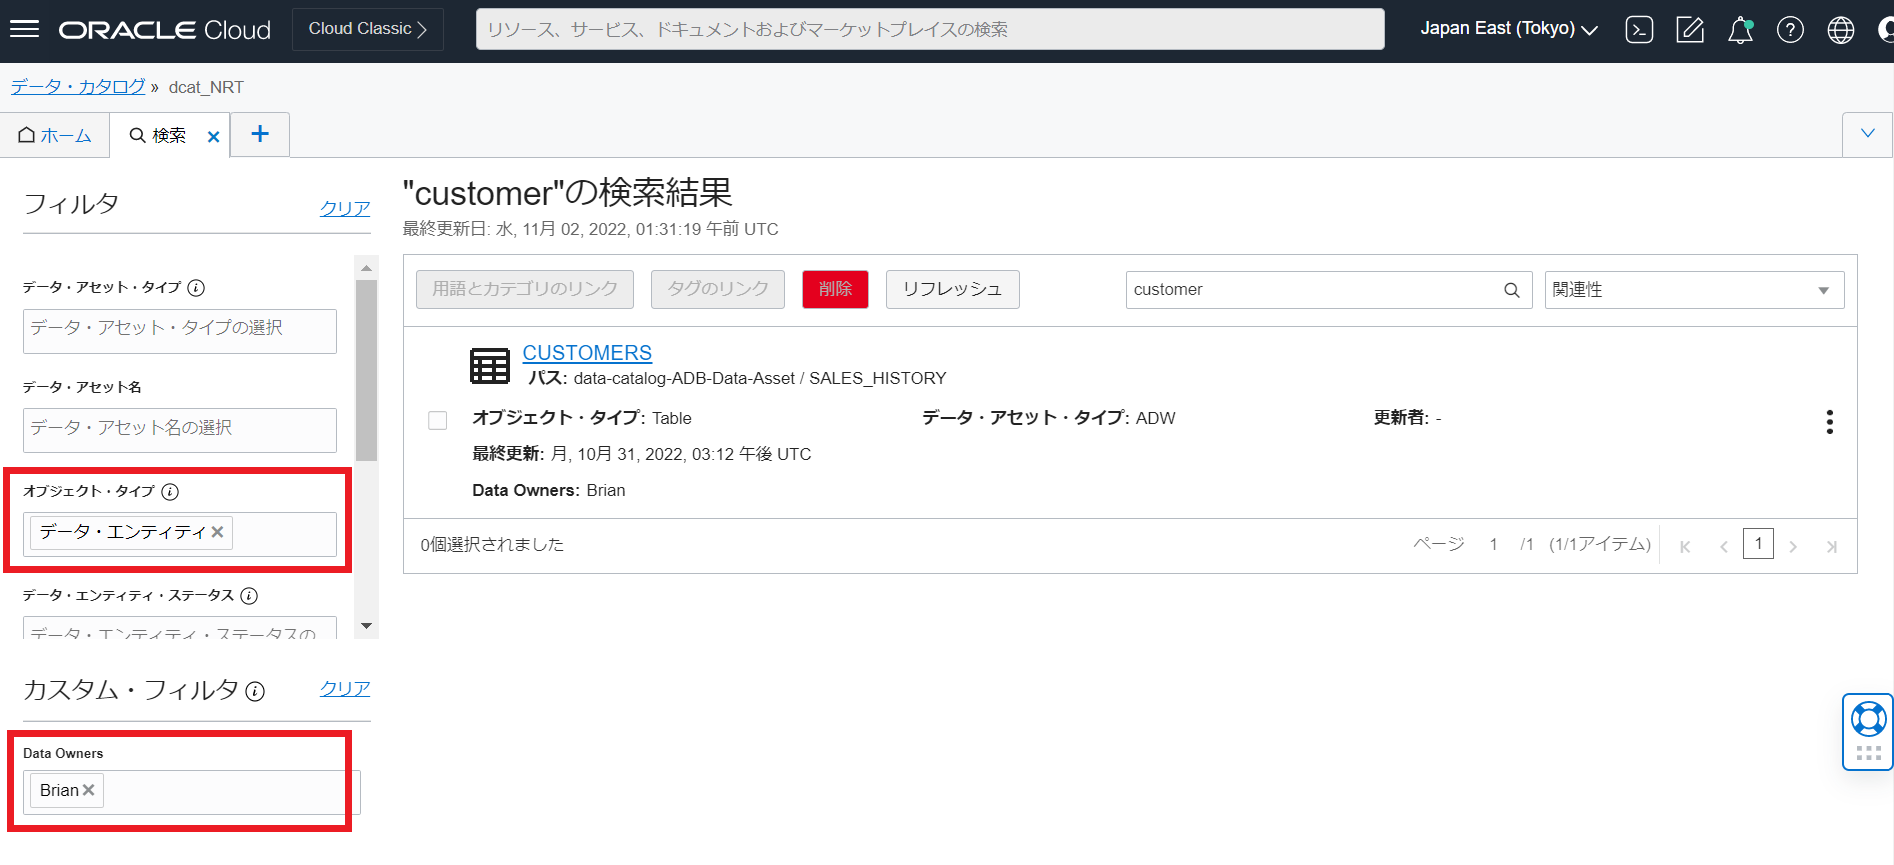 ORACLE Cloud
Cloud Classic
リソース、サービス、ドキュメントおよびマーケットプレイスの検索
Japan East (Tokyo)
データ・カタログ » dcat_NRT
ホーム
検索
フィルタ
クリア
データ・アセット・タイプ
データ・アセット・タイプの選択
データ・アセット名
データ・アセット名の選択
オブジェクト・タイプ
データ・エンティティ
データ・エンティティ・ステータス
データ・エンティティ・ステータスの
カスタム・フィルタ
クリア
Data Owners
Brian
"customer"の検索結果
最終更新日: 水, 11月 02, 2022, 01:31:19 午前 UTC
用語とカテゴリのリンク
タグのリンク
削除
リフレッシュ
customer
関連性
CUSTOMERS
パス: data-catalog-ADB-Data-Asset / SALES_HISTORY
オブジェクト・タイプ: Table
データ・アセット・タイプ: ADW
更新者: -
最終更新: 月, 10月 31, 2022, 03:12 午後 UTC
Data Owners: Brian
0個選択されました
ページ 1 /1 (1/1アイテム) 1